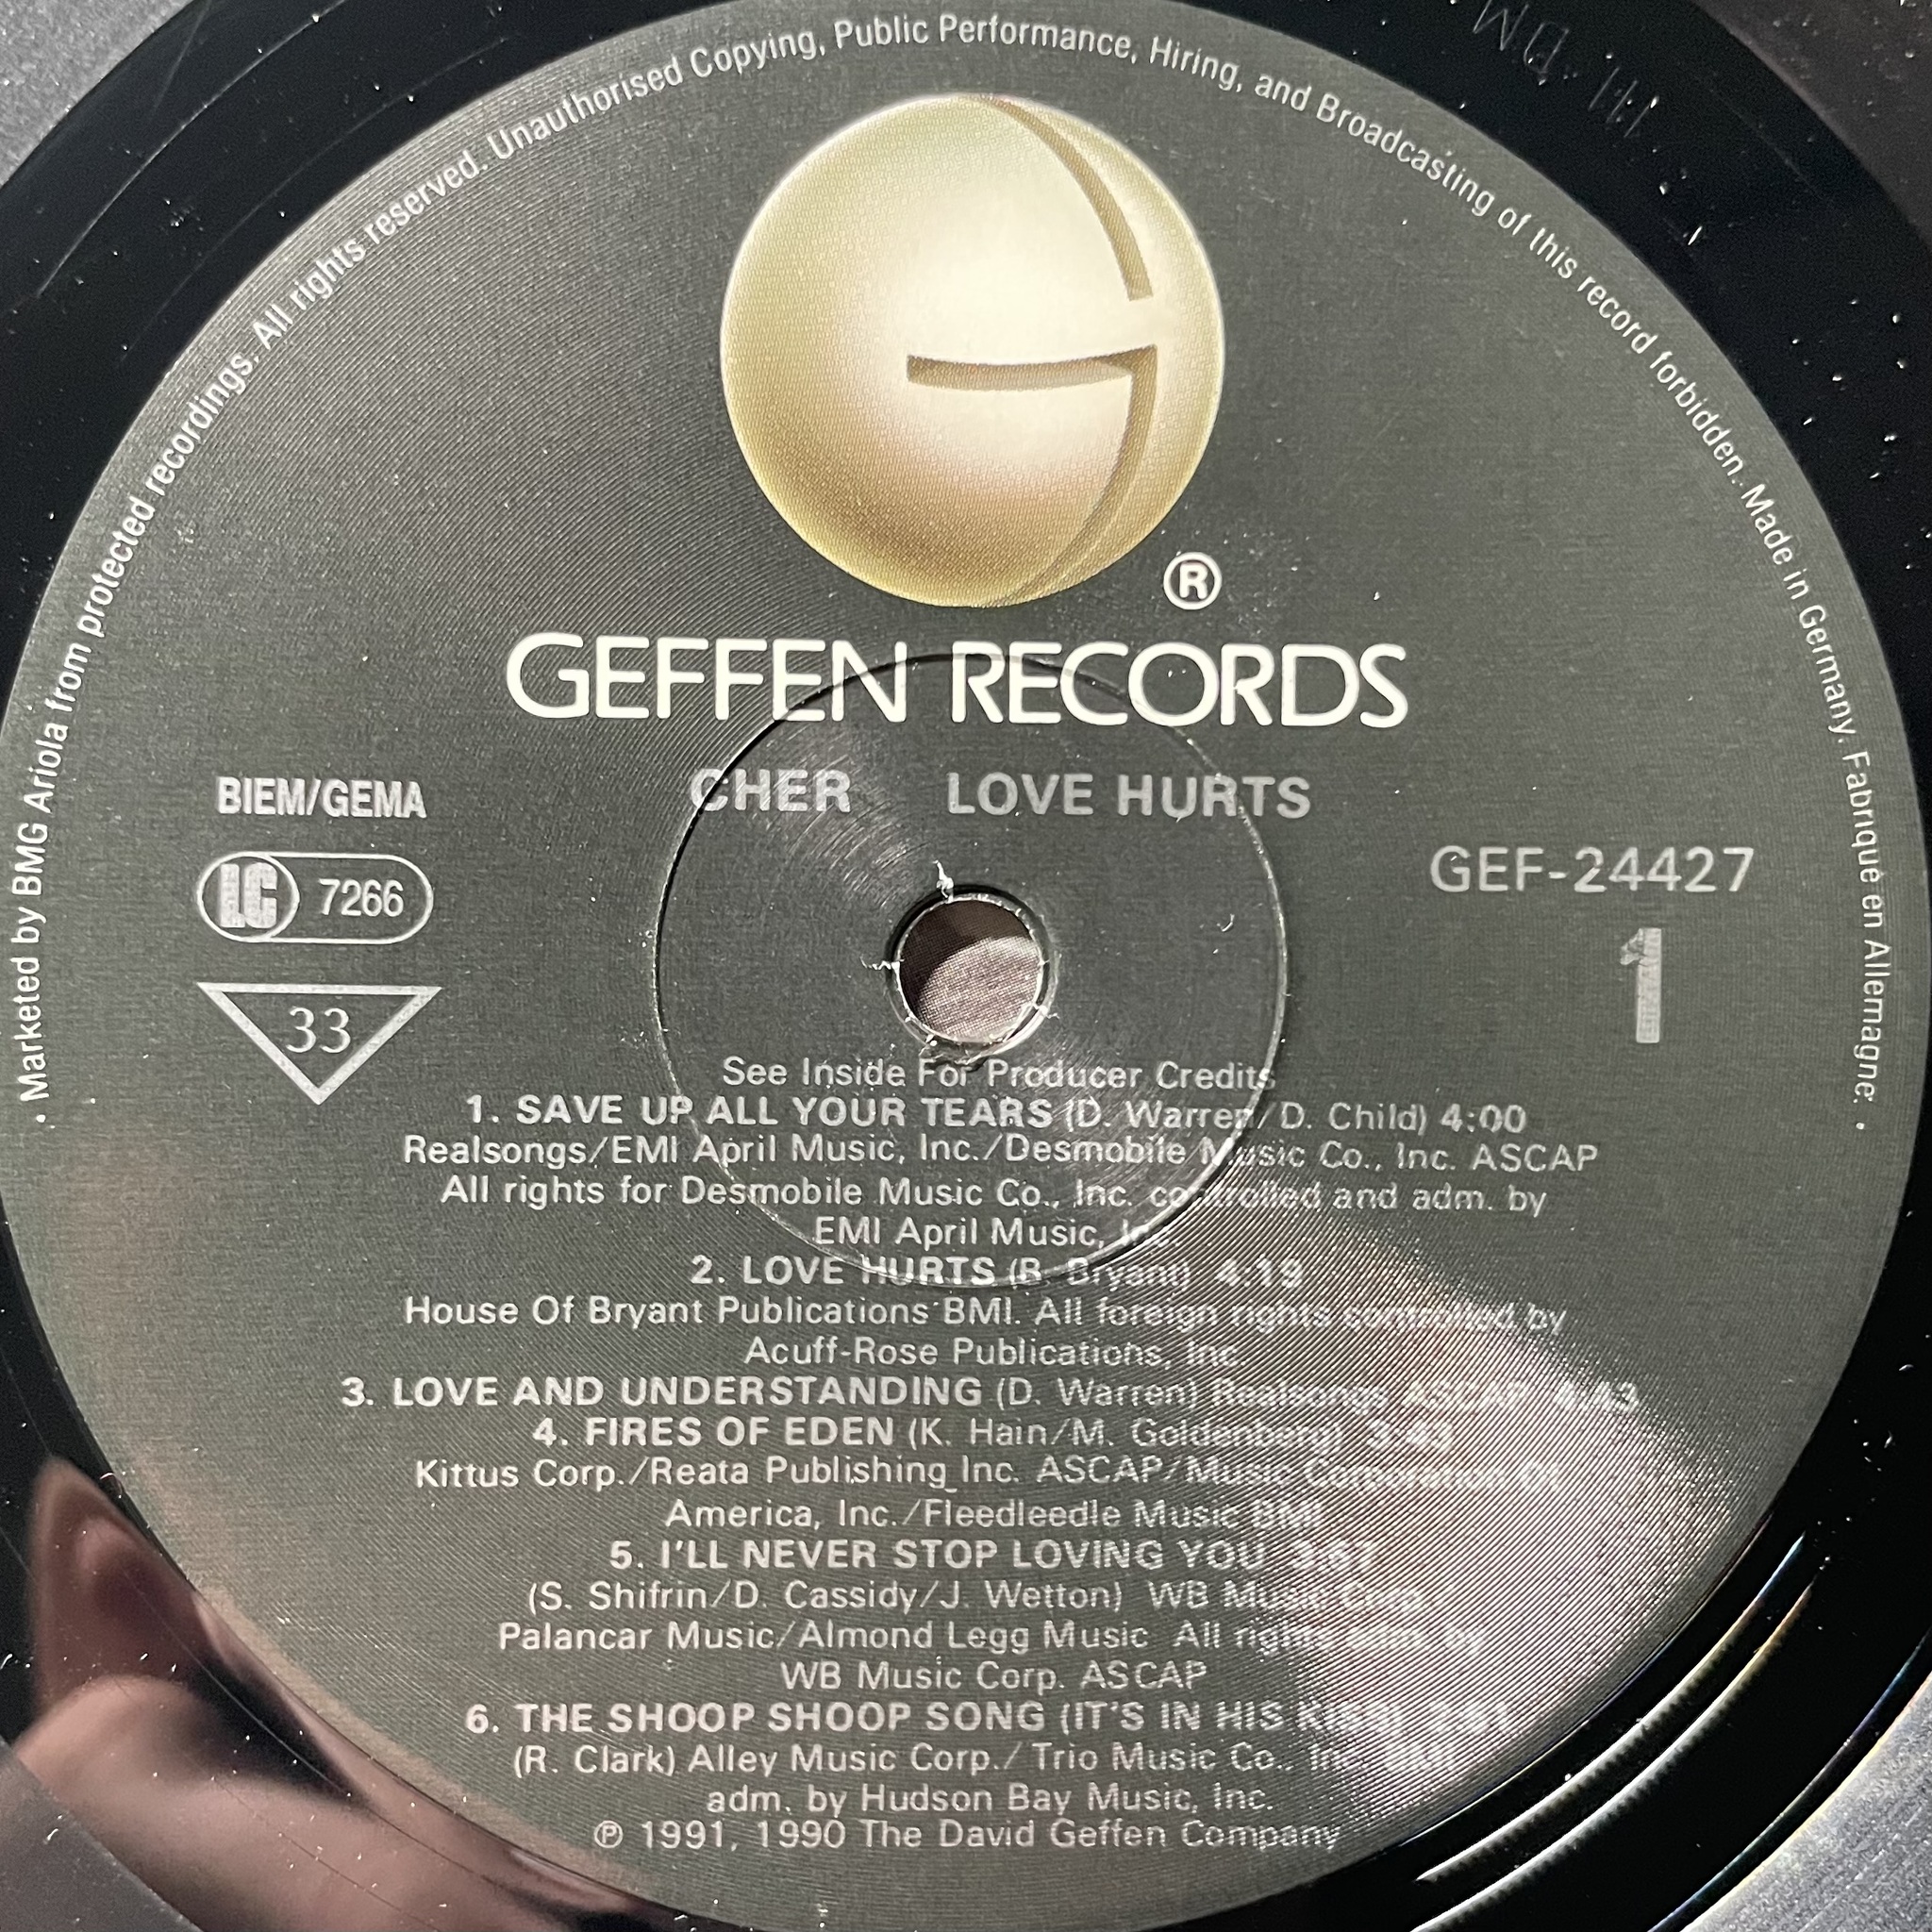 • Marketed by BMG Ariola from protected recordings. All rights reserved. Unauthorised Copying, Public Performance, Hiring, and Broadcasting of this record forbidden. Made in Germany. Fabriqué en Allemagne. •
®
GEFFEN RECORDS
BIEM/GEMA
CHER LOVE HURTS
LC 7266
GEF-24427
33
1
See Inside For Producer Credits
1. SAVE UP ALL YOUR TEARS (D. Warren/D. Child) 4:00
Realsongs/EMI April Music, Inc./Desmobile Music Co., Inc. ASCAP
All rights for Desmobile Music Co., Inc. controlled and adm. by
EMI April Music, Inc.
2. LOVE HURTS (B. Bryant) 4:19
House Of Bryant Publications BMI. All foreign rights controlled by
Acuff-Rose Publications, Inc.
3. LOVE AND UNDERSTANDING (D. Warren) Realsongs ASCAP 4:43
4. FIRES OF EDEN (K. Hain/M. Goldenberg) 3:43
Kittus Corp./Reata Publishing Inc. ASCAP/Music Corporation Of
America, Inc./Fleedleedle Music BMI
5. I'LL NEVER STOP LOVING YOU
(S. Shifrin/D. Cassidy/J. Wetton) WB Music Corp.
Palancar Music/Almond Legg Music All rights adm. by
WB Music Corp. ASCAP
6. THE SHOOP SHOOP SONG (IT'S IN HIS KISS)
(R. Clark) Alley Music Corp./Trio Music Co., Inc.
adm. by Hudson Bay Music, Inc.
℗ 1991, 1990 The David Geffen Company